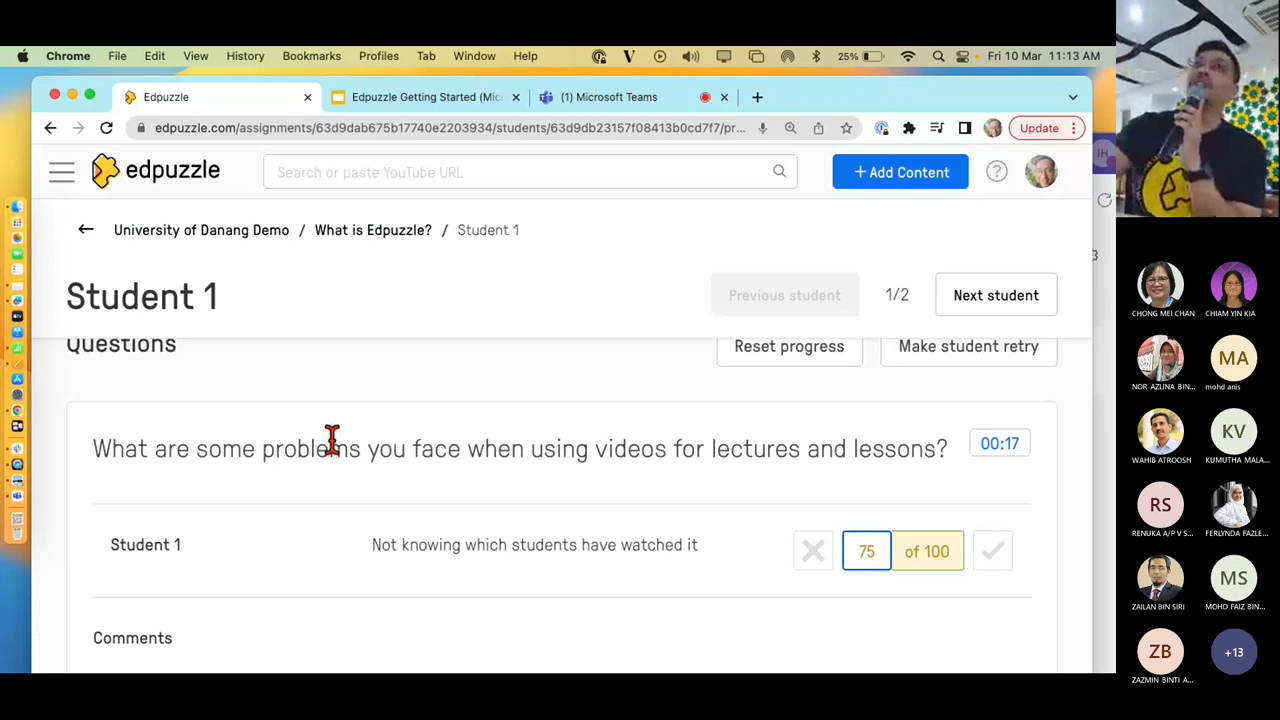 Chrome File Edit View History Bookmarks Profiles Tab Window Help V 25% Fri 10 Mar 11:13 AM
Edpuzzle Edpuzzle Getting Started (Mic (1) Microsoft Teams
edpuzzle.com/assignments/63d9dab675b17740e2203934/students/63d9db23157f08413b0cd7f7/pr... Update
edpuzzle Search or paste YouTube URL + Add Content ?
IH
University of Danang Demo / What is Edpuzzle? / Student 1
Student 1 Previous student 1/2 Next student
Questions Reset progress Make student retry
What are some problems you face when using videos for lectures and lessons? 00:17
Student 1 Not knowing which students have watched it 75 of 100
Comments
CHONG MEI CHAN CHIAM YIN KIA
MA
NOR AZLINA BIN... mohd anis
KV
WAHIB ATROOSH KUMUTHA MALA...
RS
RENUKA A/P V S... FERLYNDA FAZLE...
MS
ZAILAN BIN SIRI MOHD FAIZ BIN...
ZB +13
ZAZMIN BINTI A...